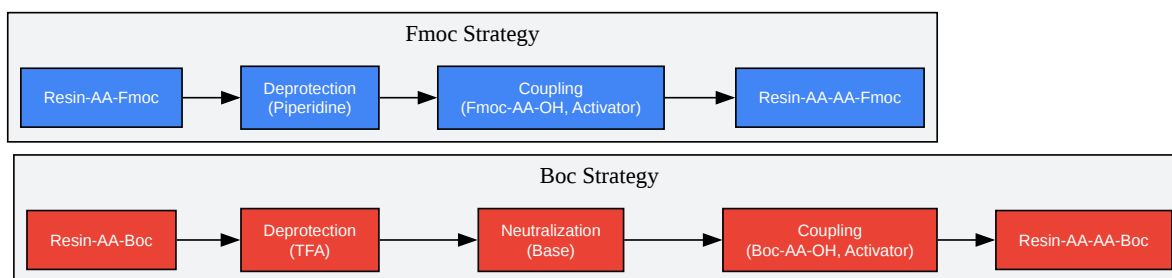 Fmoc Strategy
Resin-AA-Fmoc
Deprotection
(Piperidine)
Coupling
(Fmoc-AA-OH, Activator)
Resin-AA-AA-Fmoc
Boc Strategy
Resin-AA-Boc
Deprotection
(TFA)
Neutralization
(Base)
Coupling
(Boc-AA-OH, Activator)
Resin-AA-AA-Boc